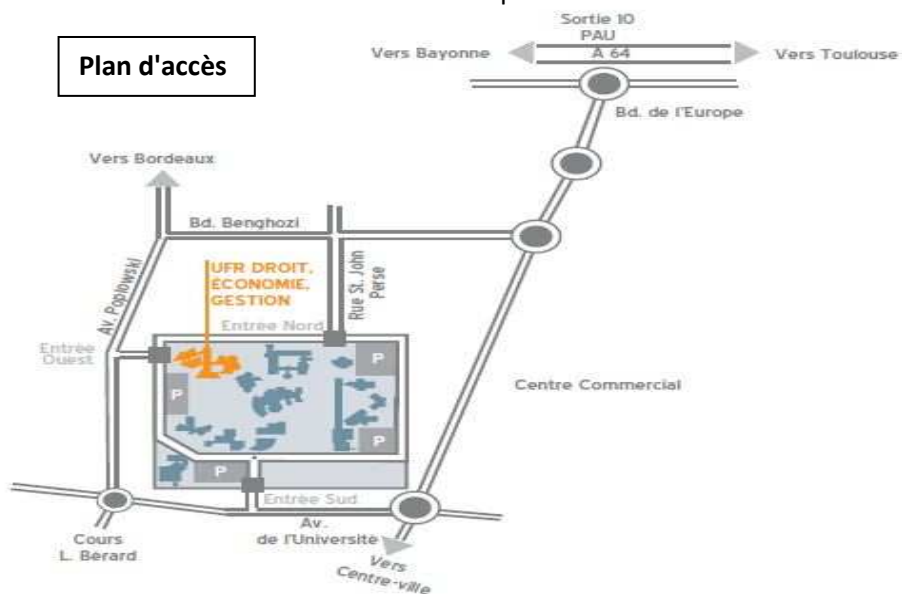 Sortie 10
PAU
Vers Bayonne
A 64
Vers Toulouse
Plan d'accès
Bd. de l'Europe
Vers Bordeaux
Bd. Benghozi
Av. Poplowski
UFR DROIT,
ÉCONOMIE,
GESTION
Rue St. John
Perse
Entrée Nord
Entrée
Ouest
P
P
Centre Commercial
P
P
Entrée Sud
Av.
de l'Université
Cours
L. Bérard
Vers
Centre-ville